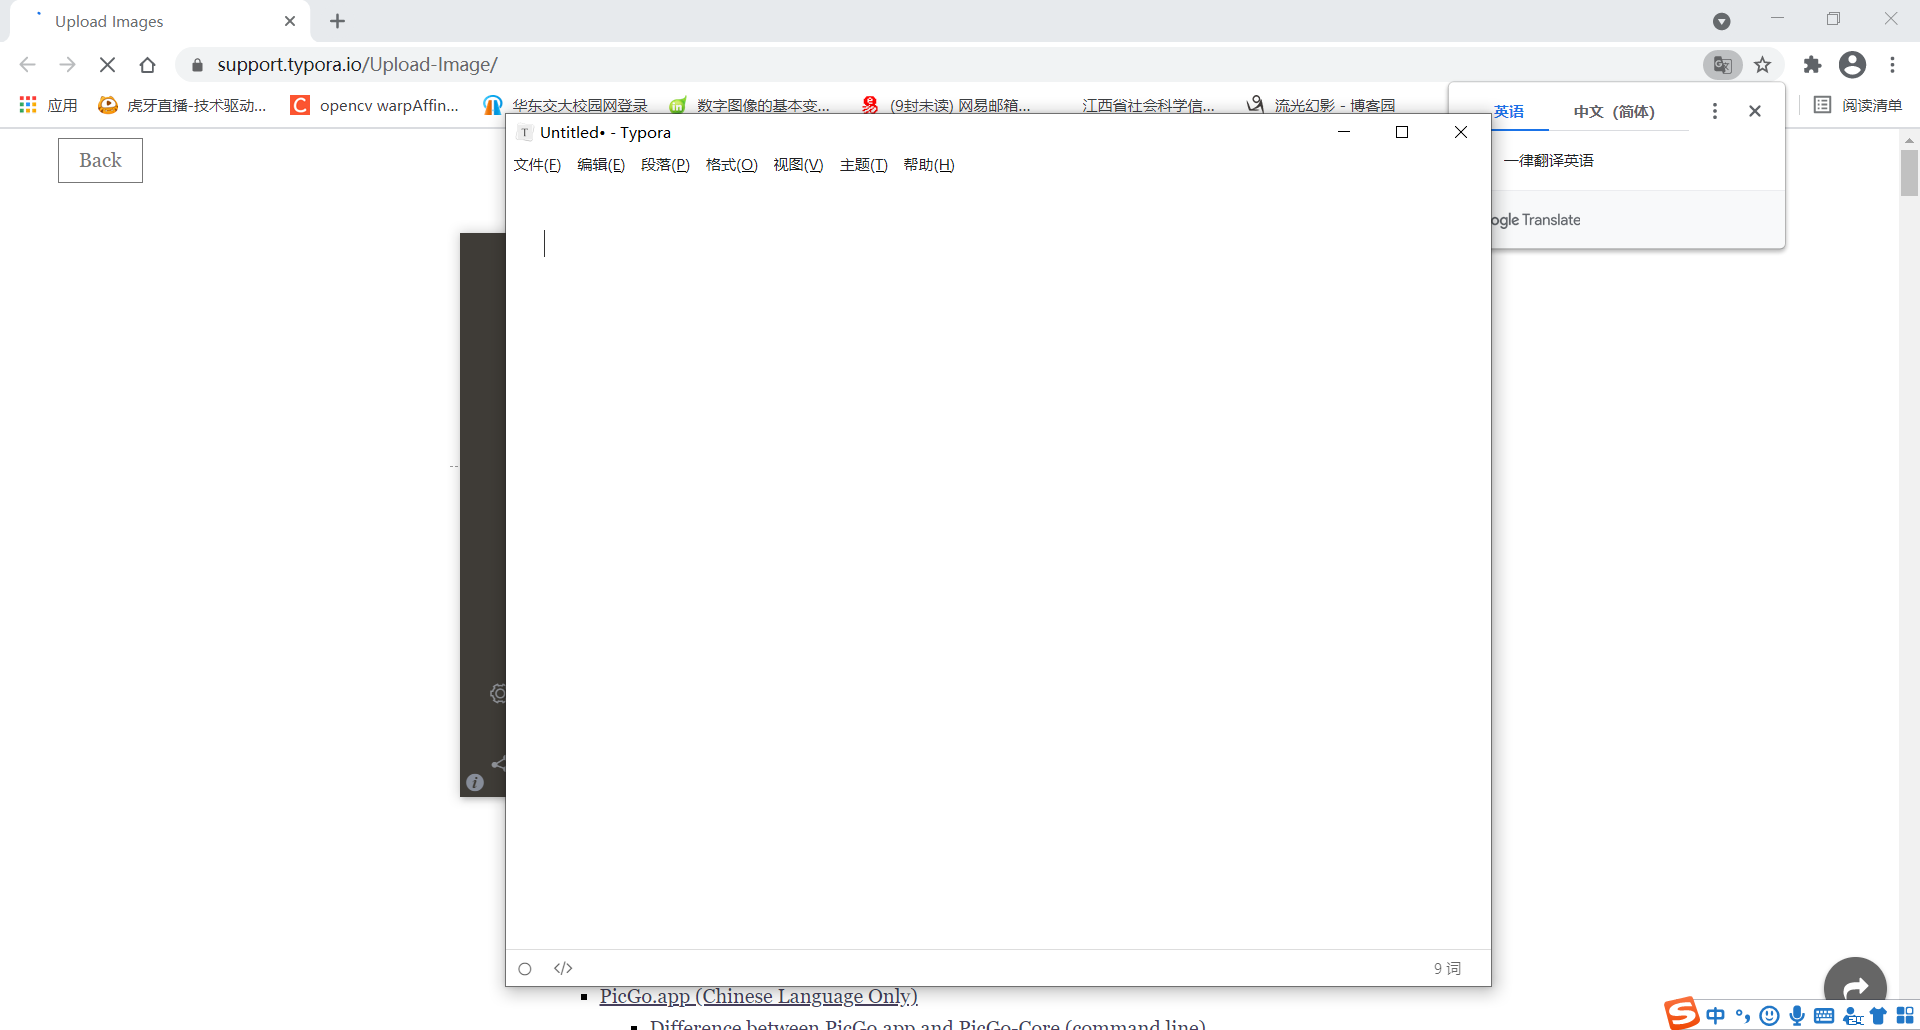 Upload Images
support.typora.io/Upload-Image/
应用 虎牙直播-技术驱动... opencv warpAffin... 华东交大校园网登录 数字图像的基本变... (9封未读) 网易邮箱... 江西省社会科学信... 流光幻影 - 博客园 阅读清单
英语 中文 (简体)
一律翻译英语
ogle Translate
Back
Untitled• - Typora
文件(F) 编辑(E) 段落(P) 格式(O) 视图(V) 主题(T) 帮助(H)
</> 9 词
PicGo.app (Chinese Language Only)
Difference between PicGo.app and PicGo-Core (command line)
中